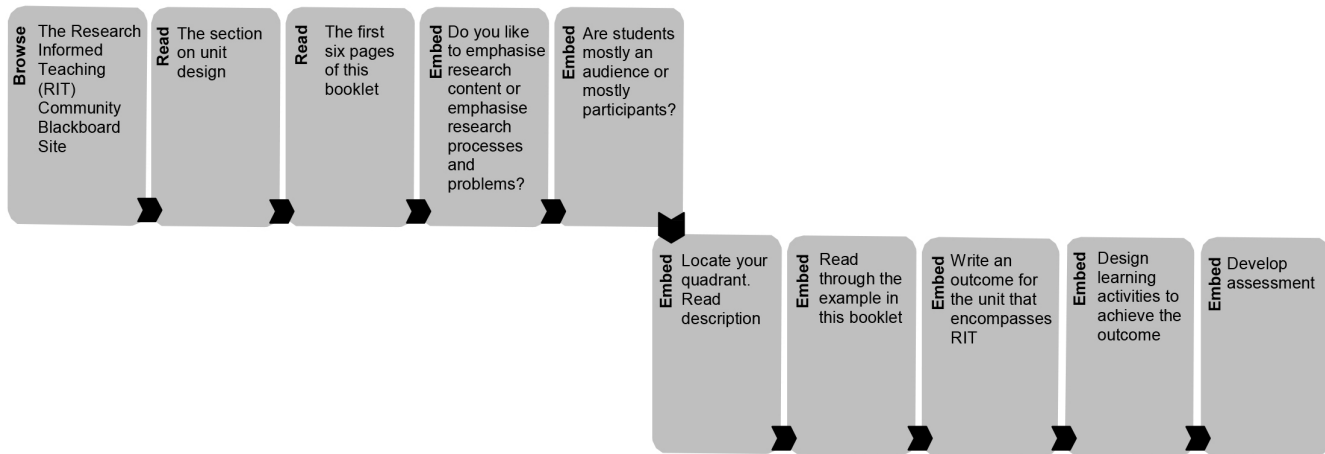 Browse
The Research
Informed
Teaching
(RIT)
Community
Blackboard
Site
Read
The section
on unit
design
Read
The first
six pages
of this
booklet
Embed
Do you like
to emphasise
research
content or
emphasise
research
processes
and
problems?
Embed
Are students
mostly an
audience or
mostly
participants?
Embed
Locate your
quadrant.
Read
description
Embed
Read
through the
example in
this booklet
Embed
Write an
outcome for
the unit that
encompasses
RIT
Embed
Design
learning
activities to
achieve the
outcome
Embed
Develop
assessment